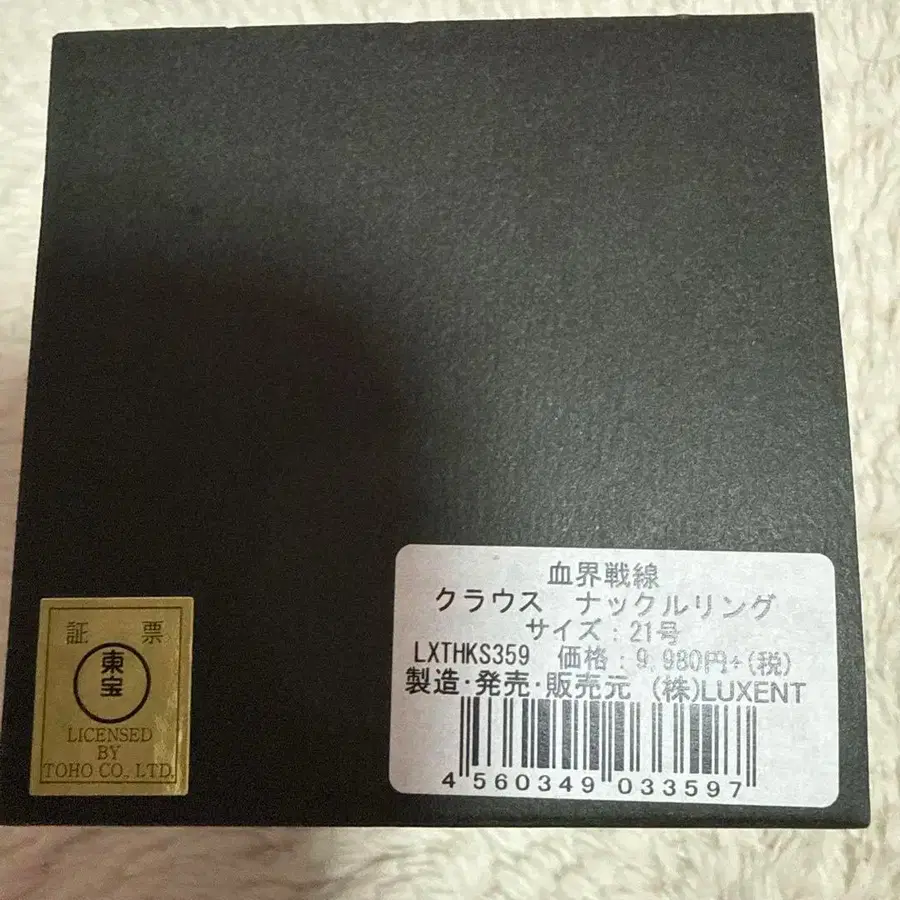 血界戦線
クラウス　ナックルリング
サイズ：21号
LXTHKS359　価格：9,980円+(税)
製造・発売・販売元　(株)LUXENT
4 560349 033597
証　票
東宝
LICENSED
BY
TOHO CO., LTD.